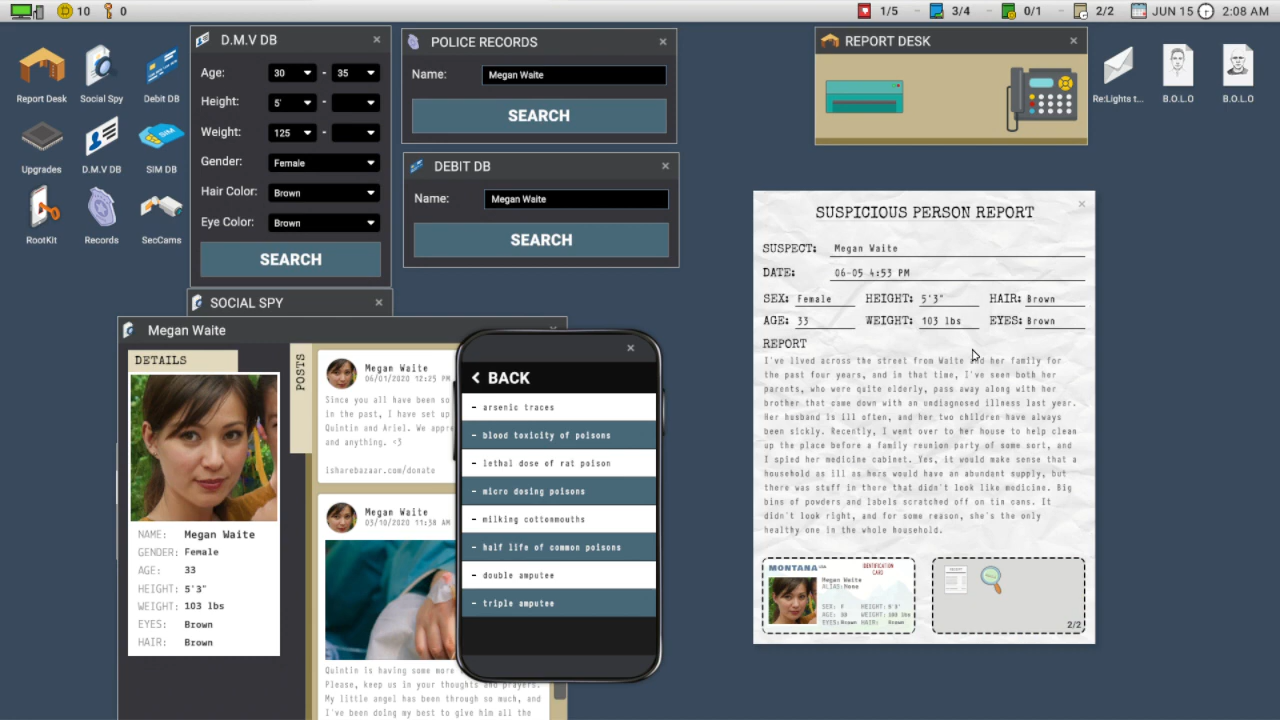 10
0
1/5
3/4
0/1
2/2
JUN 15
2:08 AM
Report Desk
Social Spy
Debit DB
Upgrades
D.M.V DB
SIM DB
RootKit
Records
SecCams
D.M.V DB
Age: 30 - 35
Height: 5' -
Weight: 125 -
Gender: Female
Hair Color: Brown
Eye Color: Brown
SEARCH
POLICE RECORDS
Name: Megan Waite
SEARCH
DEBIT DB
Name: Megan Waite
SEARCH
REPORT DESK
Re:Lights t...
B.O.L.O
B.O.L.O
SOCIAL SPY
Megan Waite
DETAILS
NAME: Megan Waite
GENDER: Female
AGE: 33
HEIGHT: 5'3"
WEIGHT: 103 lbs
EYES: Brown
HAIR: Brown
POSTS
Megan Waite
06/01/2020 12:25 PM
Since you all have been so
in the past, I have set up
Quintin and Ariel. We appre
and anything. <3
isharebazaar.com/donate
Megan Waite
03/10/2020 11:38 AM
Quintin is having some more
Please, keep us in your thoughts and prayers.
My little angel has been through so much, and
I've been doing my best to give him all the
BACK
- arsenic traces
- blood toxicity of poisons
- lethal dose of rat poison
- micro dosing poisons
- milking cottonmouths
- half life of common poisons
- double amputee
- triple amputee
SUSPICIOUS PERSON REPORT
SUSPECT: Megan Waite
DATE: 06-05 4:53 PM
SEX: Female HEIGHT: 5'3" HAIR: Brown
AGE: 33 WEIGHT: 103 lbs EYES: Brown
REPORT
I've lived across the street from Waite and her family for
the past four years, and in that time, I've seen both her
parents, who were quite elderly, pass away along with her
brother that came down with an undiagnosed illness last year.
Her husband is ill often, and her two children have always
been sickly. Recently, I went over to her house to help clean
up the place before a family reunion party of some sort, and
I spied her medicine cabinet. Yes, it would make sense that a
household as ill as hers would have an abundant supply, but
there was stuff in there that didn't look like medicine. Big
bins of powders and labels scratched off on tin cans. It
didn't look right, and for some reason, she's the only
healthy one in the whole household.
MONTANA USA
IDENTIFICATION
CARD
Megan Waite
ALIAS: None
SEX: F HEIGHT: 5'3"
AGE: 33 WEIGHT: 103 lbs
EYES: Brown HAIR: Brown
2/2